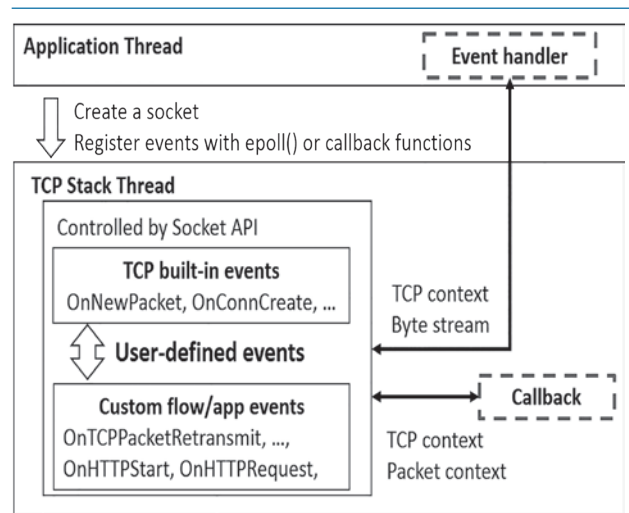 Application Thread
Event handler
Create a socket
Register events with epoll() or callback functions
TCP Stack Thread
Controlled by Socket API
TCP built-in events
OnNewPacket, OnConnCreate, ...
User-defined events
Custom flow/app events
OnTCPPacketRetransmit, ...,
OnHTTPStart, OnHTTPRequest,
TCP context
Byte stream
Callback
TCP context
Packet context